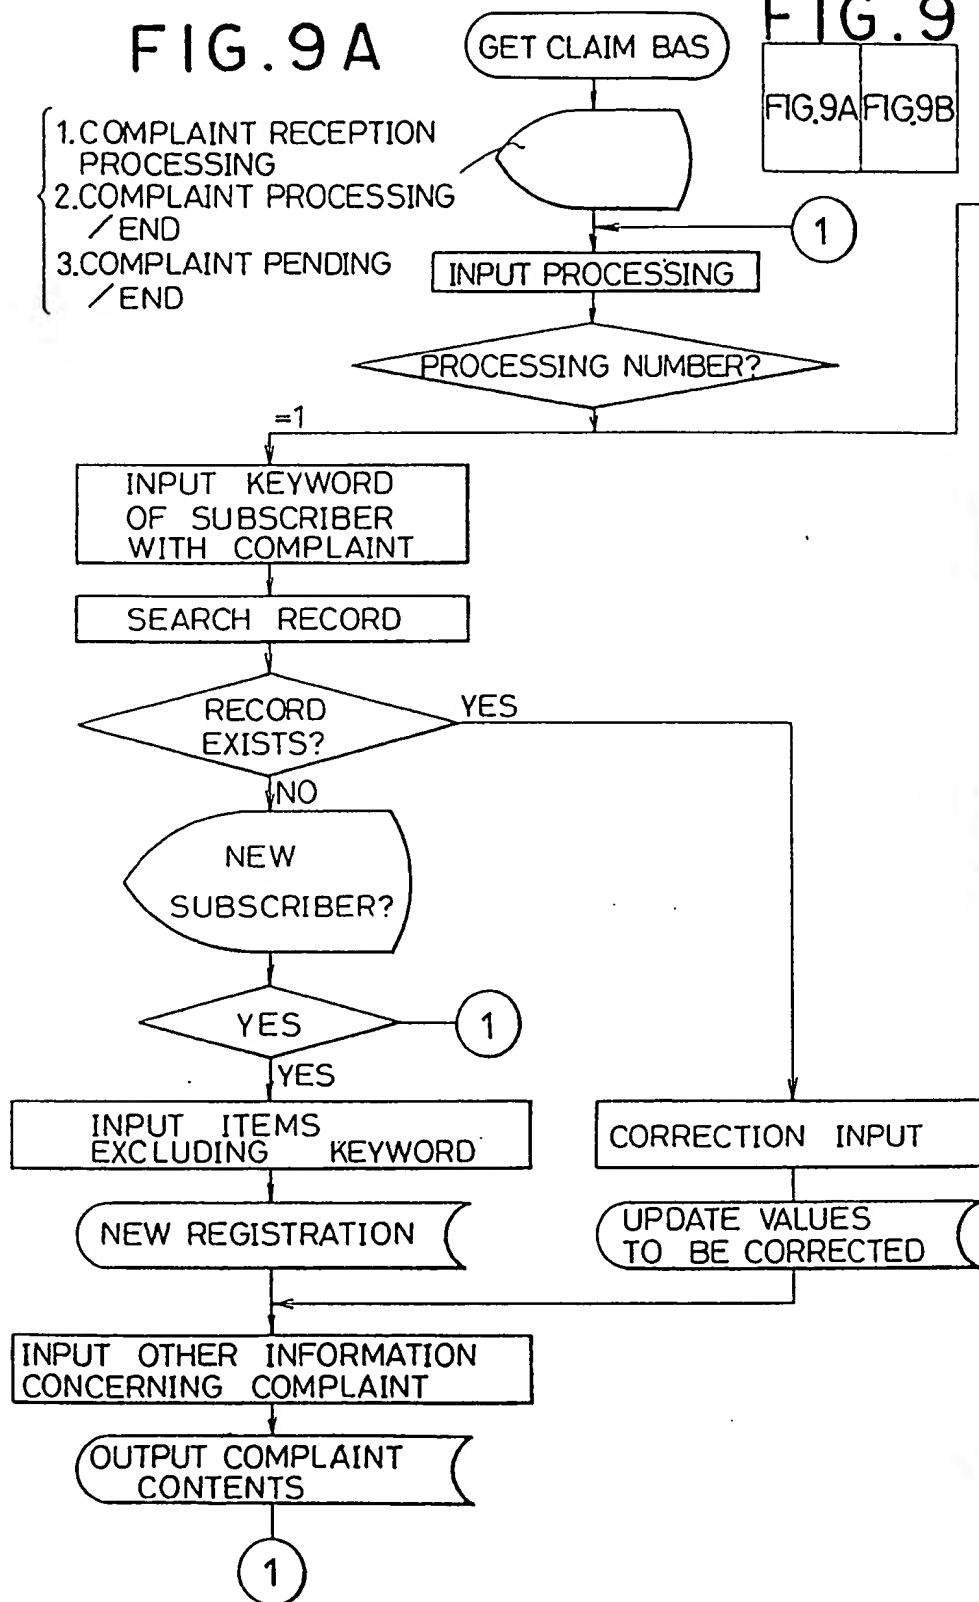 FIG.9A
FIG.9
GET CLAIM BAS
FIG.9A FIG.9B
1.COMPLAINT RECEPTION
PROCESSING
2.COMPLAINT PROCESSING
/END
3.COMPLAINT PENDING
/END
1
INPUT PROCESSING
PROCESSING NUMBER?
=1
INPUT KEYWORD
OF SUBSCRIBER
WITH COMPLAINT
SEARCH RECORD
RECORD
EXISTS?
YES
NO
NEW
SUBSCRIBER?
YES
1
YES
INPUT ITEMS
EXCLUDING KEYWORD
CORRECTION INPUT
NEW REGISTRATION
UPDATE VALUES
TO BE CORRECTED
INPUT OTHER INFORMATION
CONCERNING COMPLAINT
OUTPUT COMPLAINT
CONTENTS
1